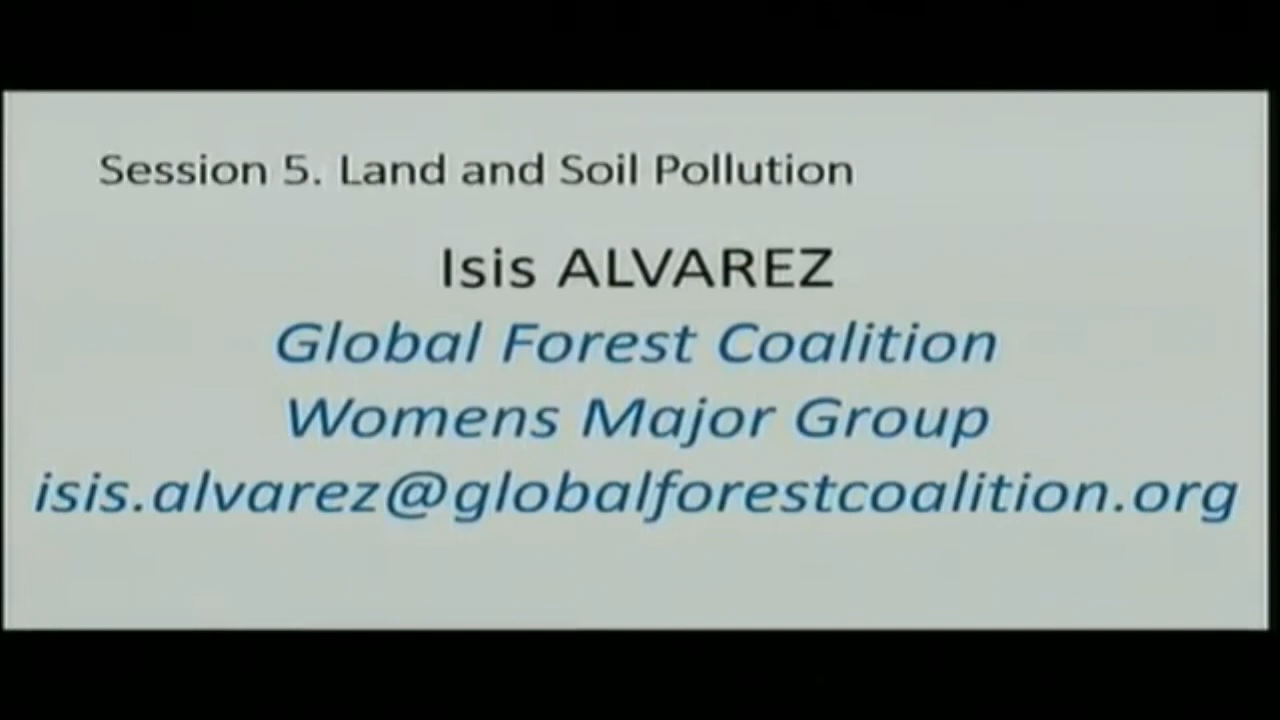 Session 5. Land and Soil Pollution
Isis ALVAREZ
Global Forest Coalition
Womens Major Group
isis.alvarez@globalforestcoalition.org